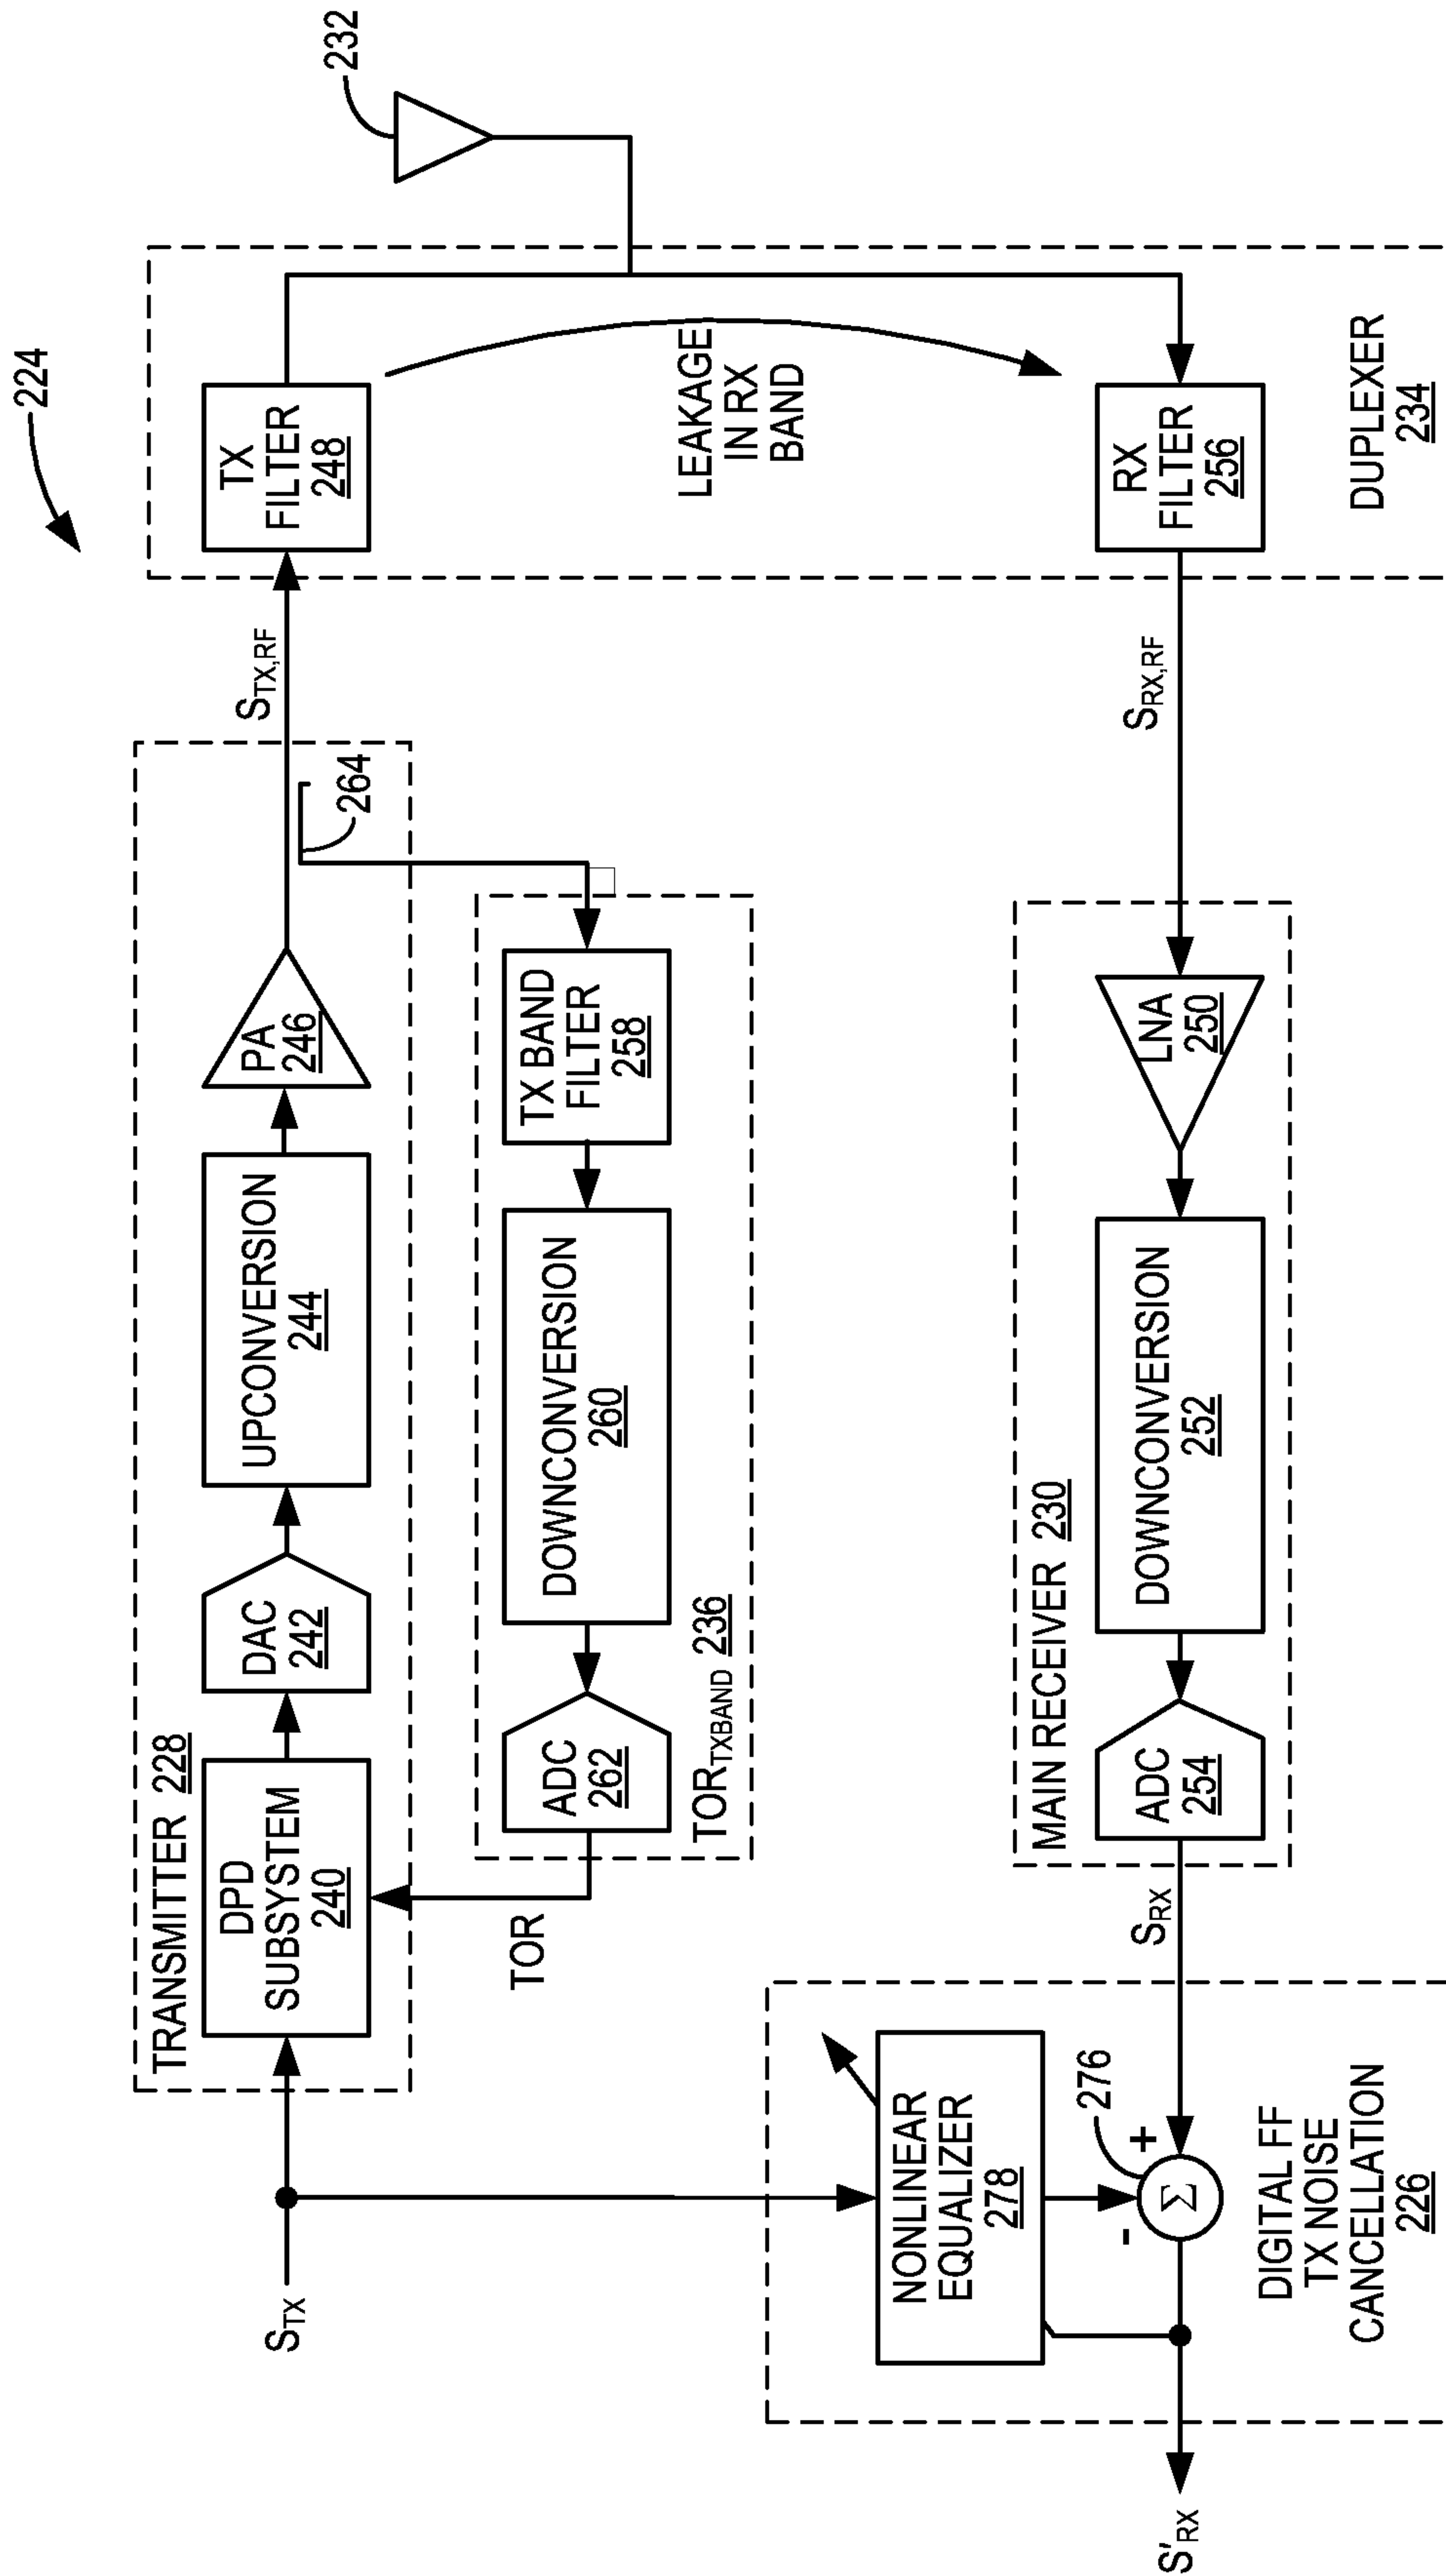 224
232
TRANSMITTER 228
S_TX
DPD
SUBSYSTEM
240
DAC
242
UPCONVERSION
244
PA
246
S_TX,RF
TX
FILTER
248
264
TOR
ADC
262
DOWNCONVERSION
260
TX BAND
FILTER
258
TOR_TXBAND 236
LEAKAGE
IN RX
BAND
NONLINEAR
EQUALIZER
278
276
+
-
Σ
S'_RX
S_RX
MAIN RECEIVER 230
ADC
254
DOWNCONVERSION
252
LNA
250
S_RX,RF
RX
FILTER
256
DIGITAL FF
TX NOISE
CANCELLATION
226
DUPLEXER
234